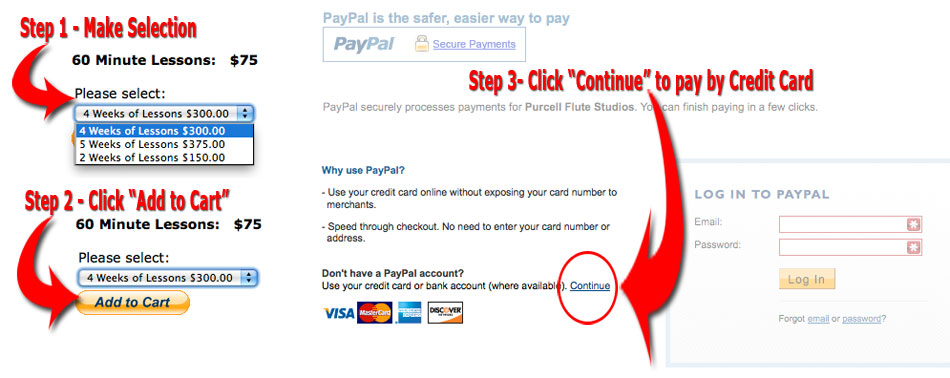 Step 1 - Make Selection
60 Minute Lessons: $75
Please select:
4 Weeks of Lessons $300.00
4 Weeks of Lessons $300.00
5 Weeks of Lessons $375.00
2 Weeks of Lessons $150.00
Step 2 - Click “Add to Cart”
60 Minute Lessons: $75
Please select:
4 Weeks of Lessons $300.00
Add to Cart
PayPal is the safer, easier way to pay
PayPal Secure Payments
Step 3- Click “Continue” to pay by Credit Card
PayPal securely processes payments for Purcell Flute Studios. You can finish paying in a few clicks.
Why use PayPal?
- Use your credit card online without exposing your card number to
merchants.
- Speed through checkout. No need to enter your card number or
address.
Don't have a PayPal account?
Use your credit card or bank account (where available). Continue
VISA MasterCard DISCOVER
LOG IN TO PAYPAL
Email:
Password:
Log In
Forgot email or password?